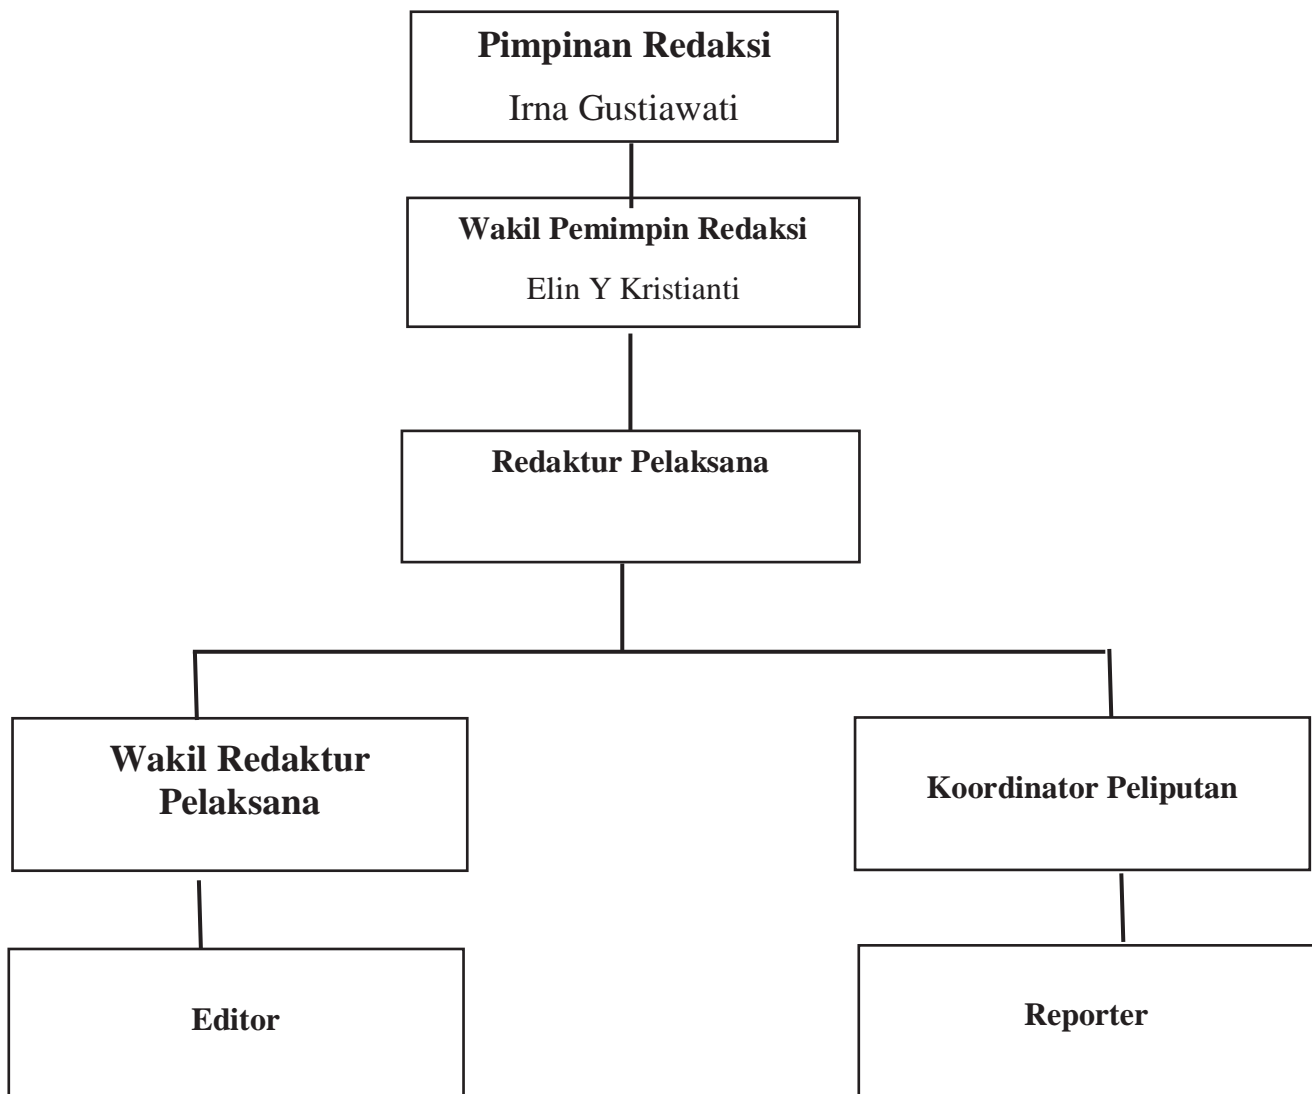 Pimpinan Redaksi
Irna Gustiawati
Wakil Pemimpin Redaksi
Elin Y Kristianti
Redaktur Pelaksana
Wakil Redaktur
Pelaksana
Koordinator Peliputan
Editor
Reporter